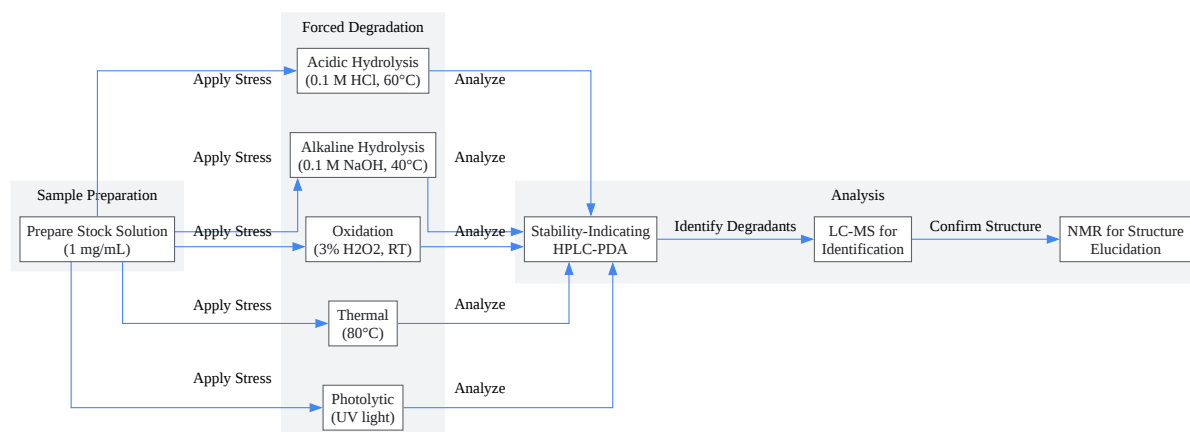 Forced Degradation
Acidic Hydrolysis
(0.1 M HCl, 60°C)
Apply Stress
Analyze
Alkaline Hydrolysis
(0.1 M NaOH, 40°C)
Apply Stress
Analyze
Sample Preparation
Analysis
Prepare Stock Solution
(1 mg/mL)
Apply Stress
Oxidation
(3% H2O2, RT)
Analyze
Stability-Indicating
HPLC-PDA
Identify Degradants
LC-MS for
Identification
Confirm Structure
NMR for Structure
Elucidation
Apply Stress
Thermal
(80°C)
Analyze
Apply Stress
Photolytic
(UV light)
Analyze